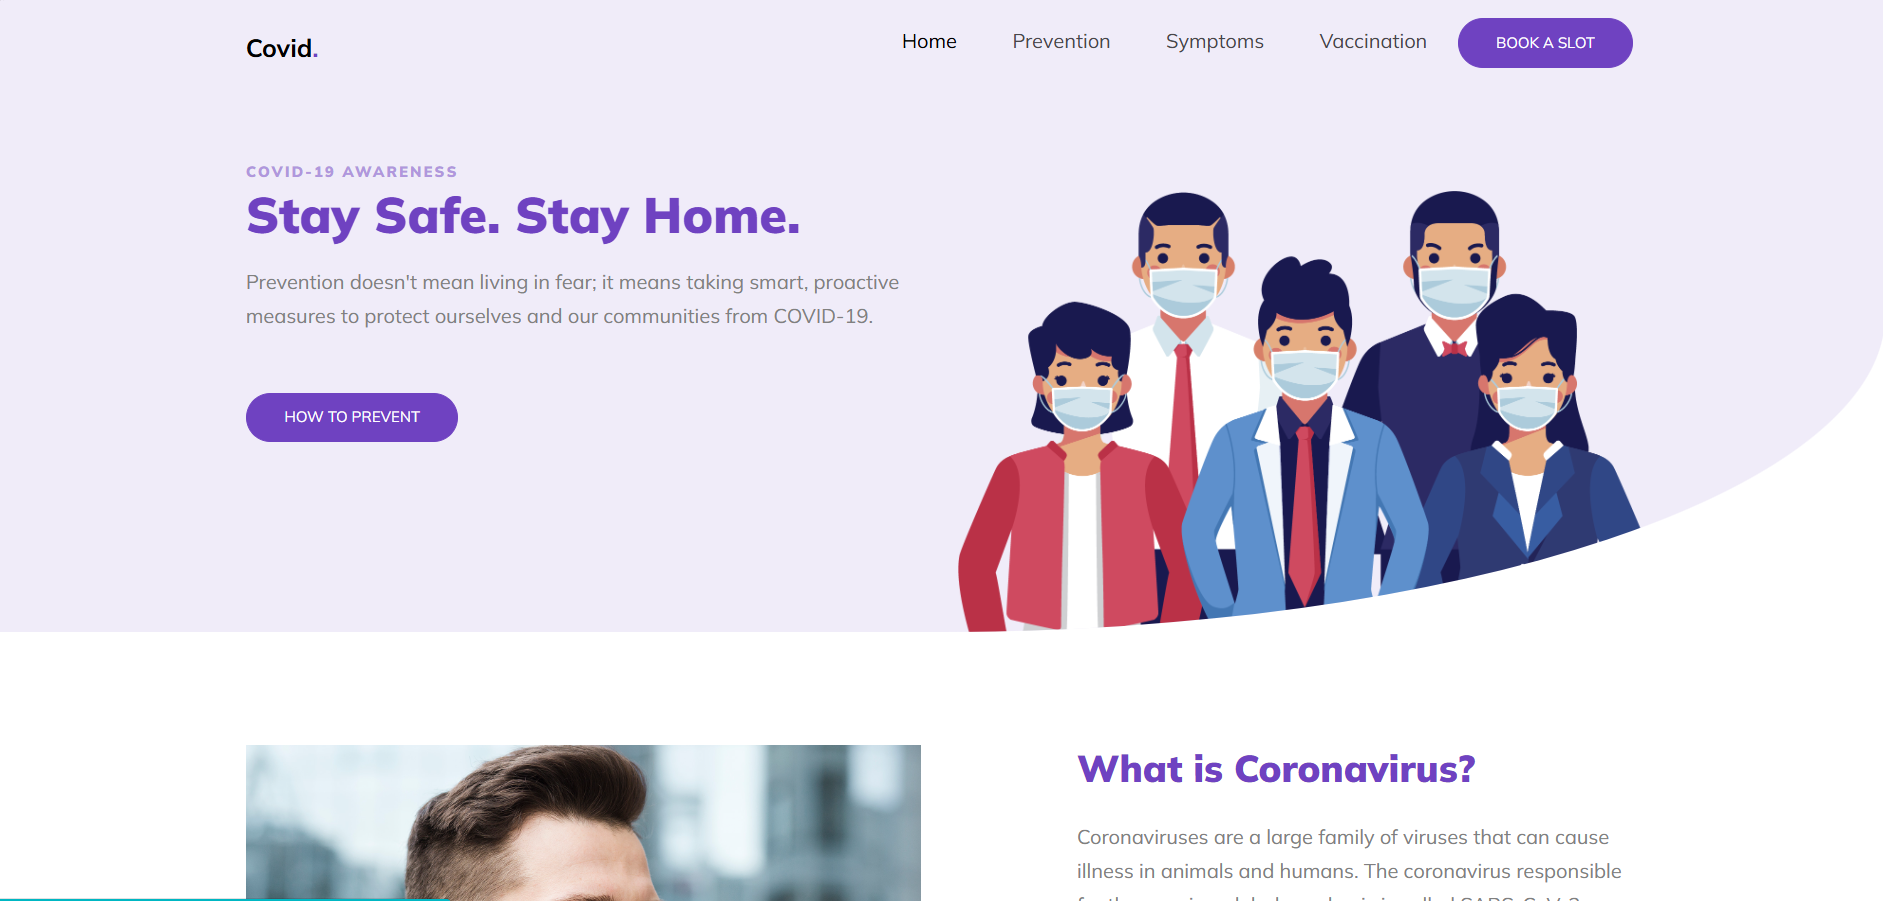 Covid.
Home
Prevention
Symptoms
Vaccination
BOOK A SLOT
COVID-19 AWARENESS
Stay Safe. Stay Home.
Prevention doesn't mean living in fear; it means taking smart, proactive
measures to protect ourselves and our communities from COVID-19.
HOW TO PREVENT
What is Coronavirus?
Coronaviruses are a large family of viruses that can cause
illness in animals and humans. The coronavirus responsible